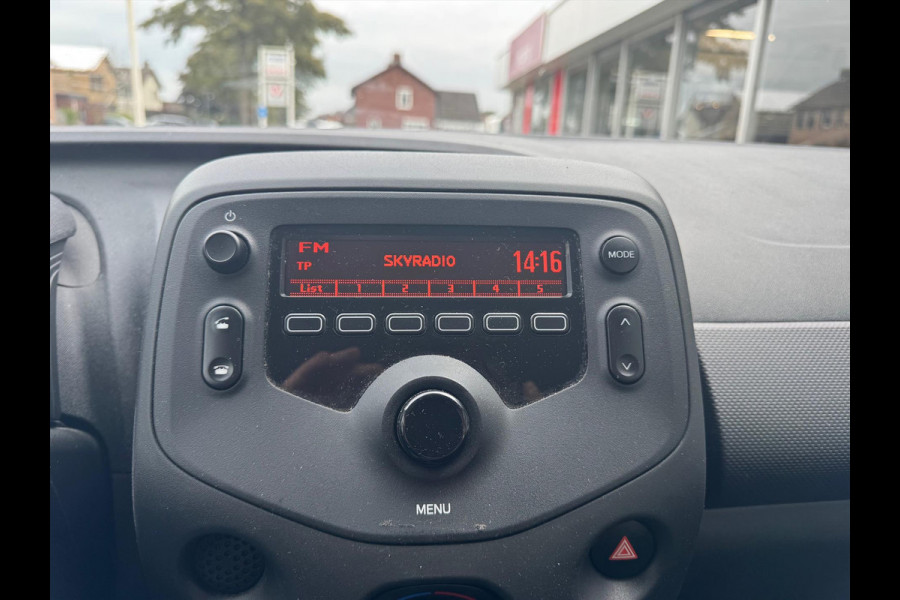 FM
TP
SKYRADIO
14:16
List 1 2 3 4 5
MODE
MENU